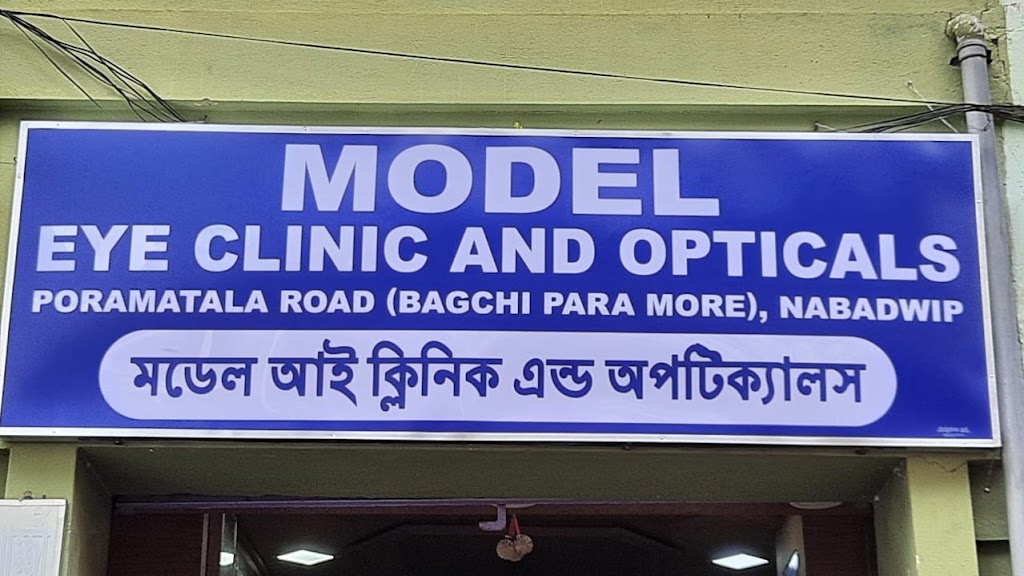 MODEL
EYE CLINIC AND OPTICALS
PORAMATALA ROAD (BAGCHI PARA MORE), NABADWIP
মডেল আই ক্লিনিক এন্ড অপটিক্যালস